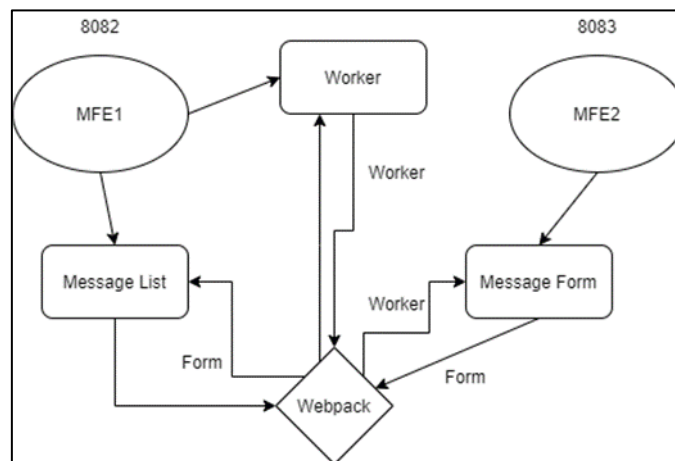 8082
8083
Worker
MFE1
MFE2
Worker
Message List
Worker
Message Form
Form
Form
Webpack